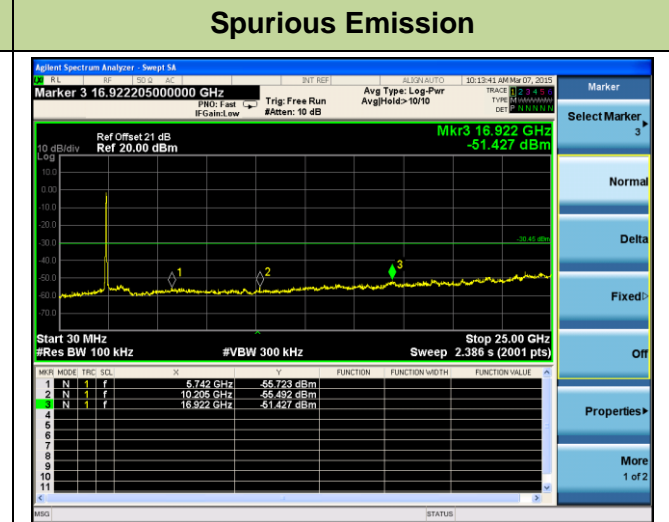 Spurious Emission
Agilent Spectrum Analyzer - Swept SA
RL RF 50 Ω AC INT REF ALIGN AUTO 10:13:41 AM Mar 07, 2015
Marker 3 16.922205000000 GHz
PNO: Fast
IFGain:Low
Trig: Free Run
#Atten: 10 dB
Avg Type: Log-Pwr
Avg|Hold:>10/10
TRACE 1 2 3 4 5 6
TYPE M
DET P N N N N N
Mkr3 16.922 GHz
-51.427 dBm
Ref Offset 21 dB
10 dB/div Ref 20.00 dBm
Log
10.0
0.00
-10.0
-20.0
-30.0
-40.0
-50.0
-60.0
-70.0
1
2
3
Start 30 MHz Stop 25.00 GHz
#Res BW 100 kHz #VBW 300 kHz Sweep 2.386 s (2001 pts)
MKR MODE TRC SCL X Y FUNCTION FUNCTION WIDTH FUNCTION VALUE
1 N 1 f 5.742 GHz -55.723 dBm
2 N 1 f 10.205 GHz -55.492 dBm
3 N 1 f 16.922 GHz -51.427 dBm
4
5
6
7
8
9
10
11
MSG STATUS
Marker
Select Marker
3
Normal
Delta
Fixed
Off
Properties
More
1 of 2